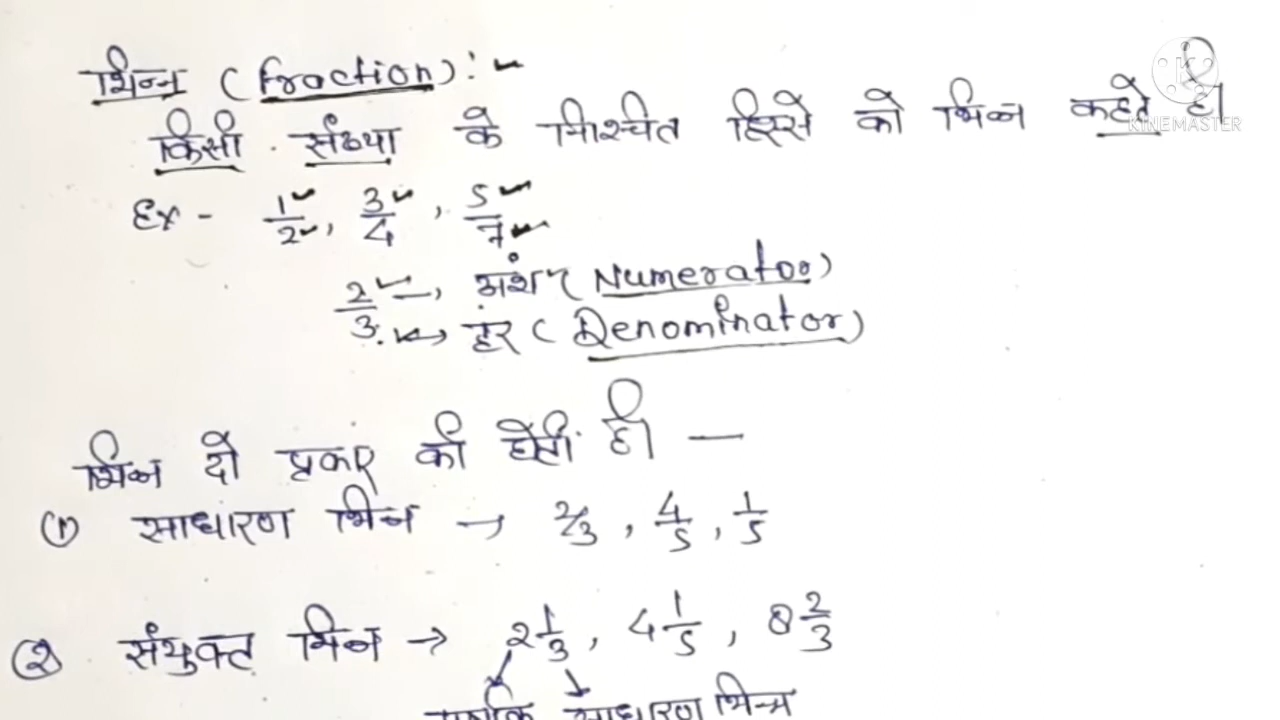 भिन्न (fraction) :-
किसी संख्या के निश्चित हिस्से को भिन्न कहते है।
KINEMASTER
Ex - 1/2, 3/4, 5/7
2/3 → अंश (Numerator)
→ हर (Denominator)
भिन्न दो प्रकार की होती है। —
① साधारण भिन्न → 2/3, 4/5, 1/5
② संयुक्त भिन्न → 2 1/3, 4 1/5, 8 2/3
साधारण भिन्न